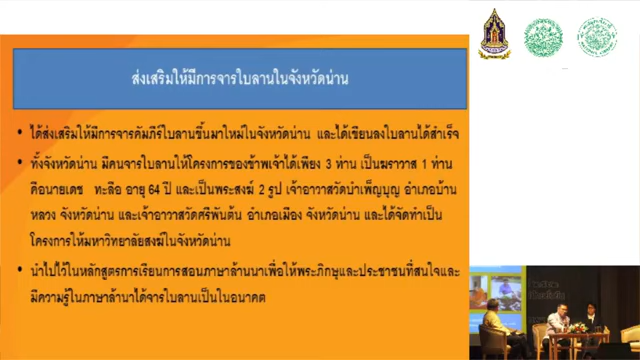 ส่งเสริมให้มีการจารใบลานในจังหวัดน่าน
• ได้ส่งเสริมให้มีการจารคัมภีร์ใบลานขึ้นมาใหม่ในจังหวัดน่าน และได้เขียนลงใบลานได้สำเร็จ
• ทั้งจังหวัดน่าน มีคนจารใบลานให้โครงการของข้าพเจ้าได้เพียง 3 ท่าน เป็นฆราวาส 1 ท่าน
คือนายเดช ทะลือ อายุ 64 ปี และเป็นพระสงฆ์ 2 รูป เจ้าอาวาสวัดบำเพ็ญบุญ อำเภอบ้าน
หลวง จังหวัดน่าน และเจ้าอาวาสวัดศรีพันต้น อำเภอเมือง จังหวัดน่าน และได้จัดทำเป็น
โครงการให้มหาวิทยาลัยสงฆ์ในจังหวัดน่าน
• นำไปไว้ในหลักสูตรการเรียนการสอนภาษาล้านนาเพื่อให้พระภิกษุและประชาชนที่สนใจและ
มีความรู้ในภาษาล้านาได้จารใบลานเป็นในอนาคต